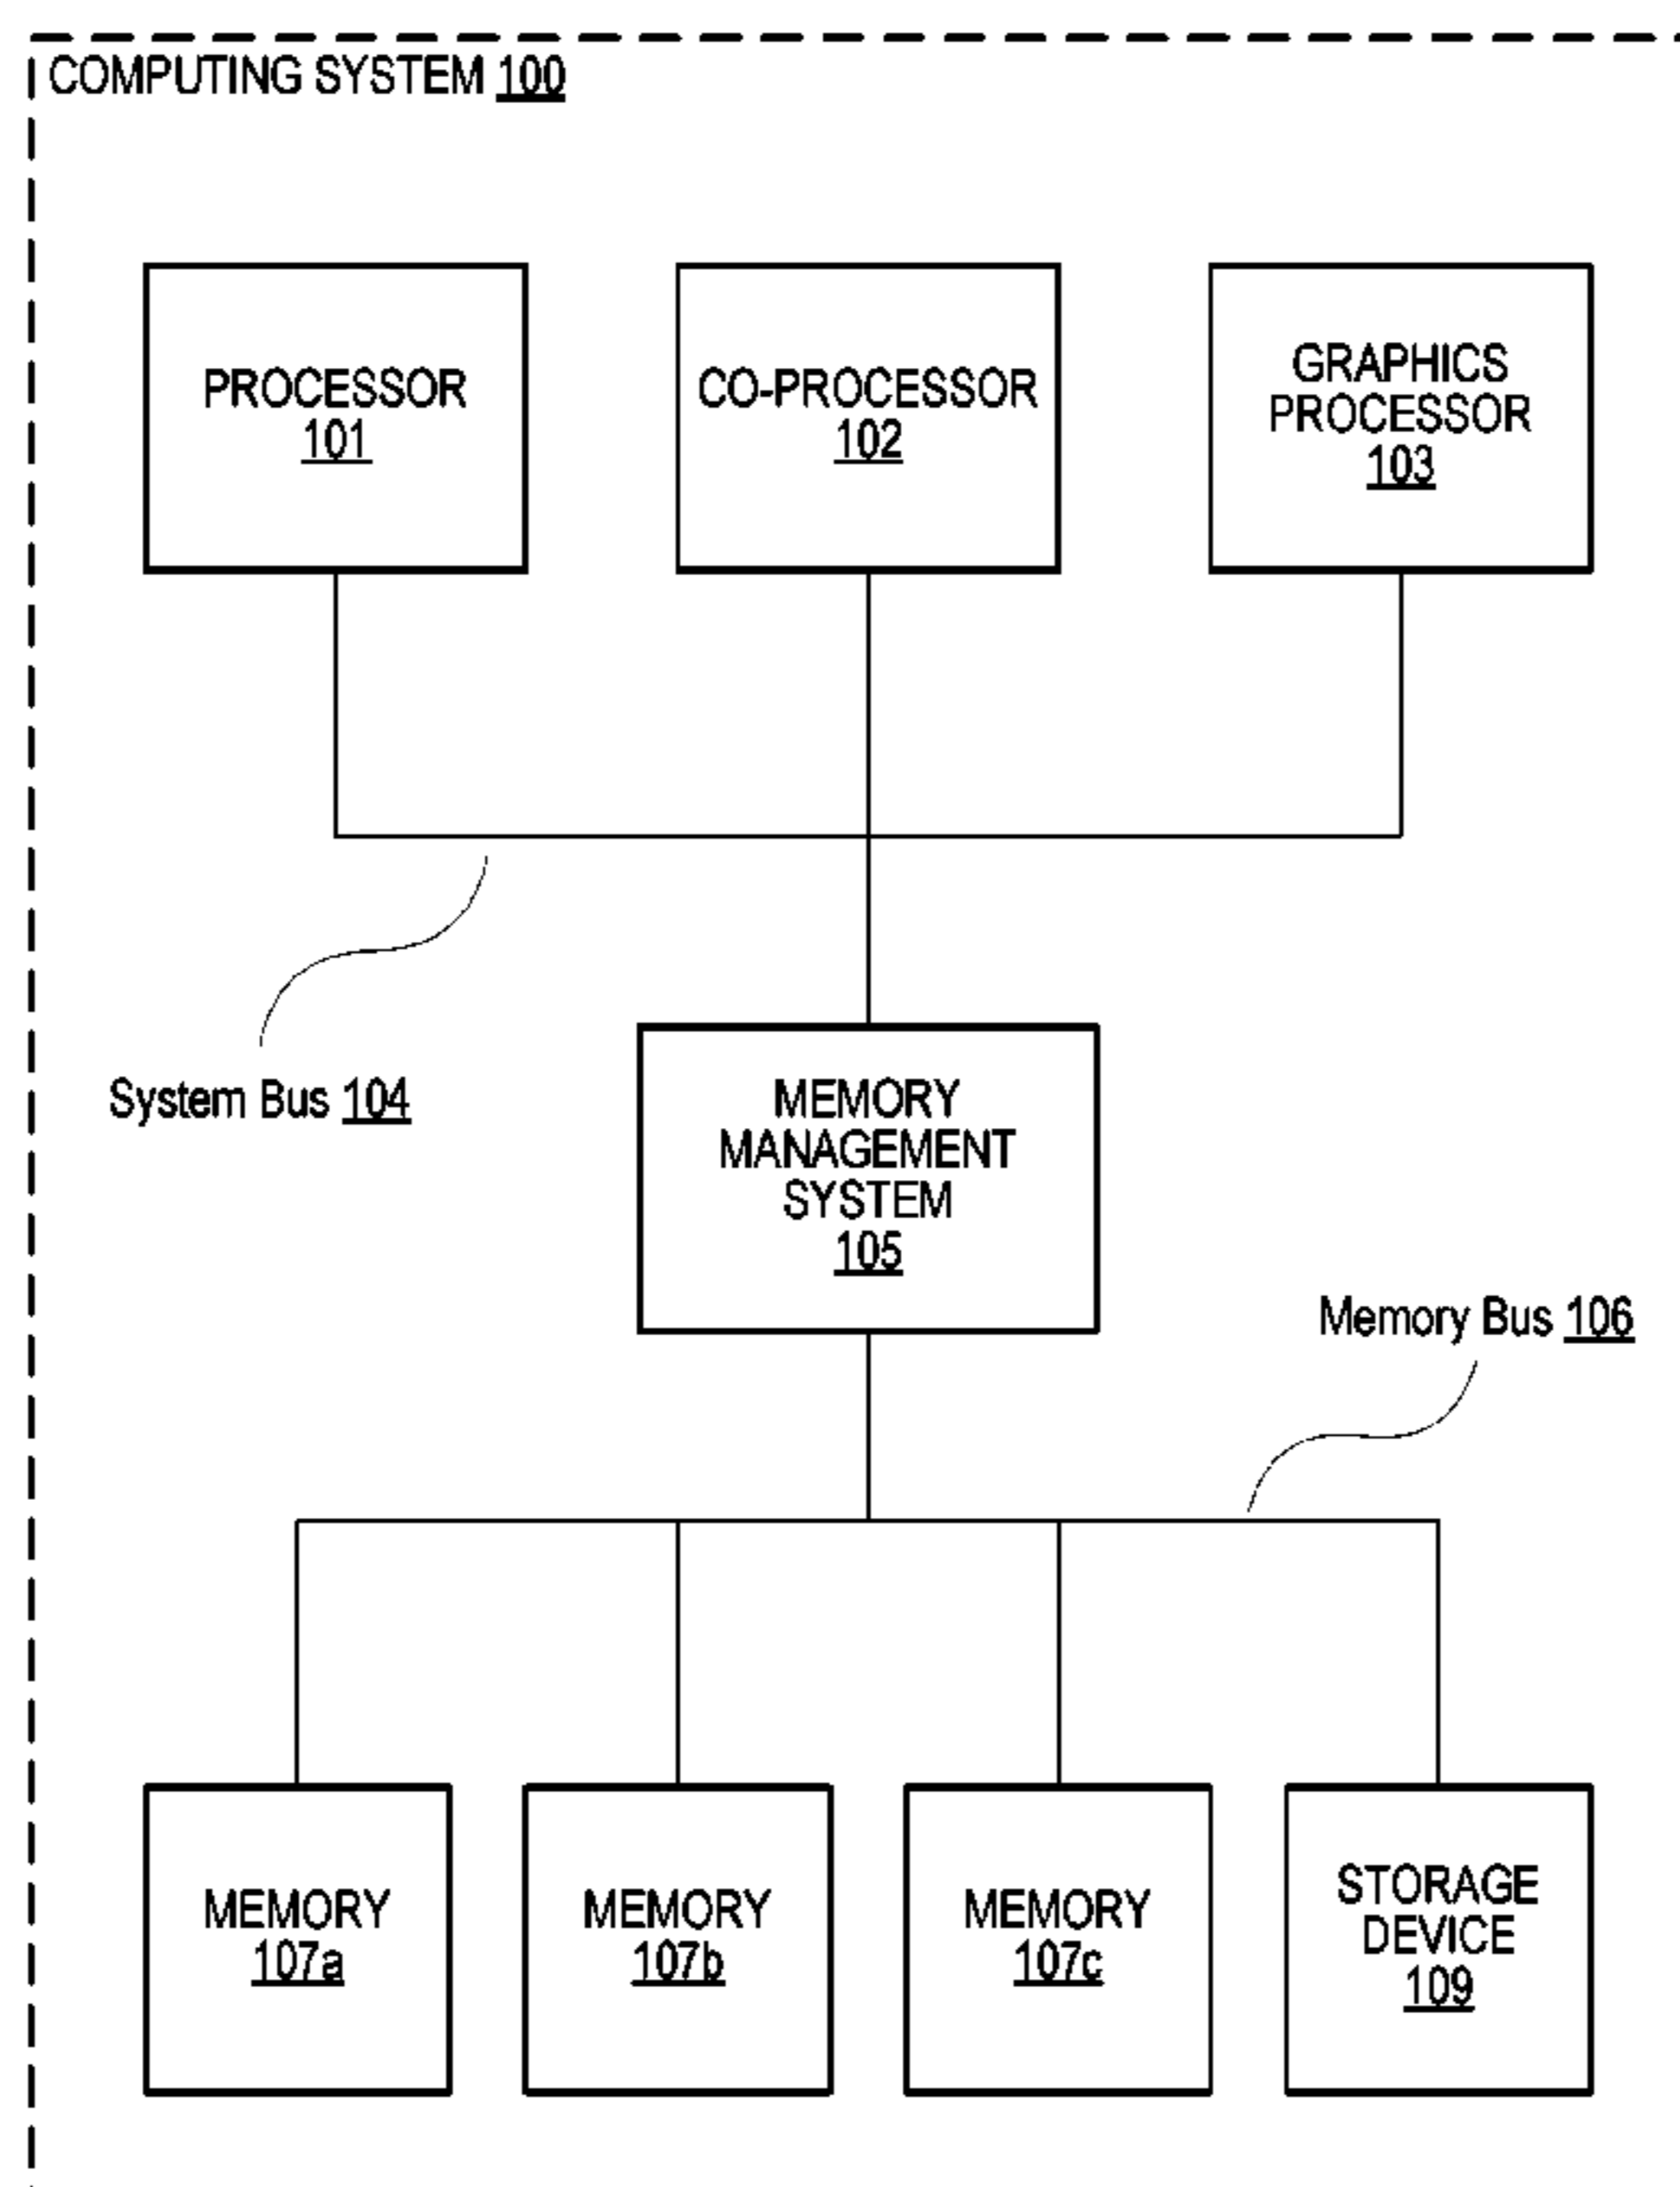 COMPUTING SYSTEM 100
PROCESSOR
101
CO-PROCESSOR
102
GRAPHICS
PROCESSOR
103
System Bus 104
MEMORY
MANAGEMENT
SYSTEM
105
Memory Bus 106
MEMORY
107a
MEMORY
107b
MEMORY
107c
STORAGE
DEVICE
109